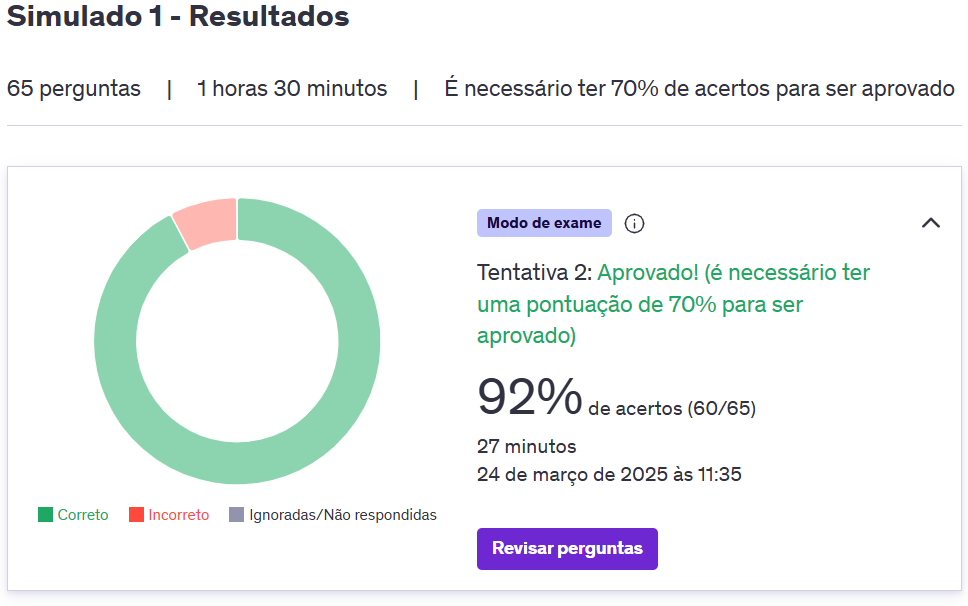 Simulado 1 - Resultados
65 perguntas | 1 horas 30 minutos | É necessário ter 70% de acertos para ser aprovado
Modo de exame
Tentativa 2: Aprovado! (é necessário ter
uma pontuação de 70% para ser
aprovado)
92% de acertos (60/65)
27 minutos
24 de março de 2025 às 11:35
Correto Incorreto Ignoradas/Não respondidas
Revisar perguntas